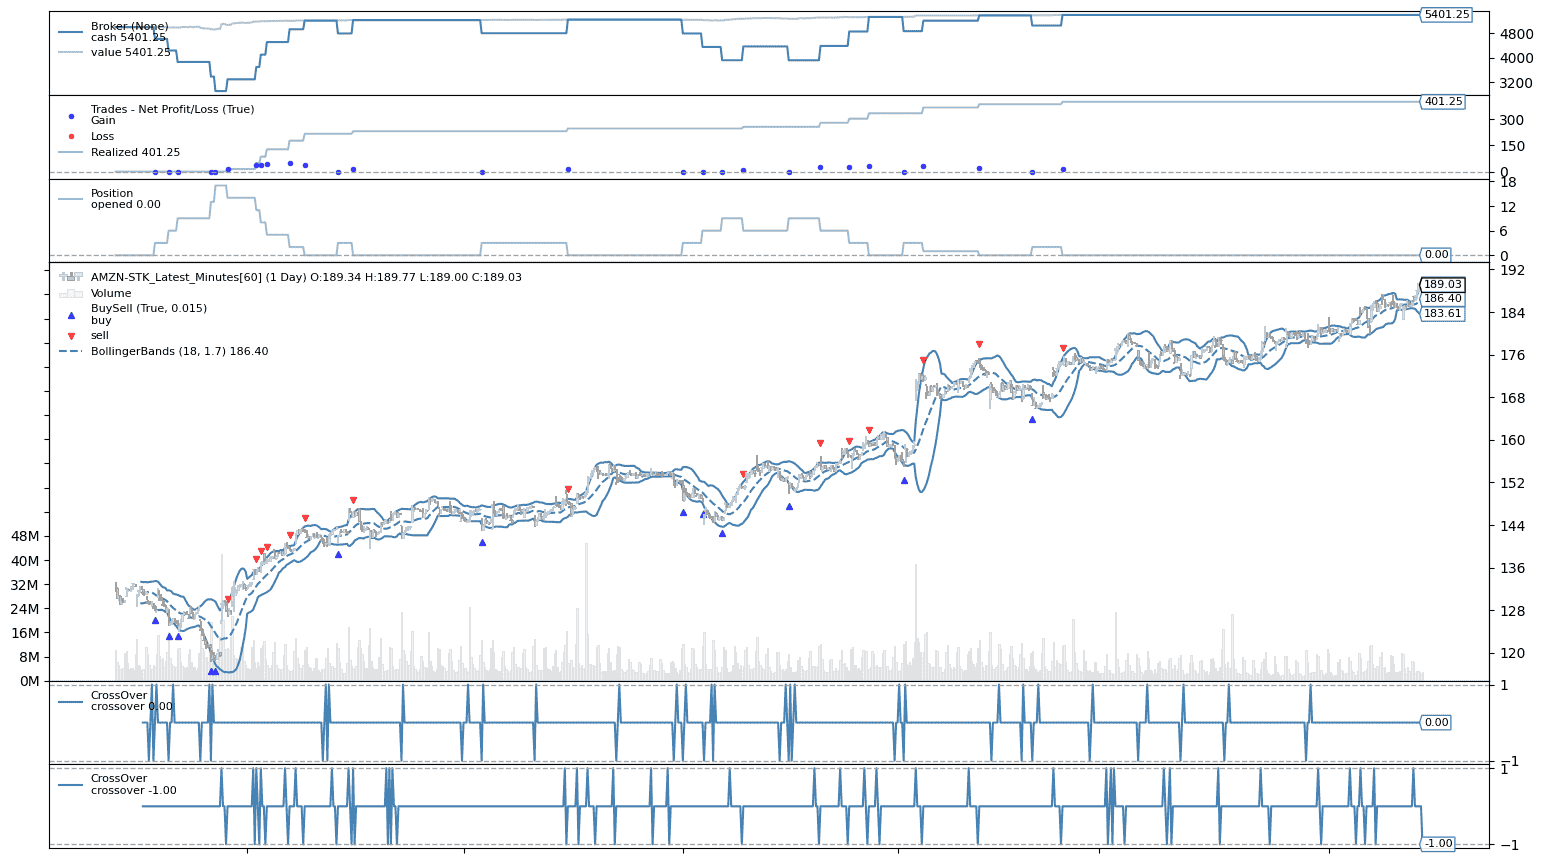 Broker (None)
cash 5401.25
value 5401.25
5401.25
4800
4000
3200
Trades - Net Profit/Loss (True)
Gain
Loss
Realized 401.25
401.25
300
150
0
Position
opened 0.00
18
12
6
0
0.00
AMZN-STK_Latest_Minutes[60] (1 Day) O:189.34 H:189.77 L:189.00 C:189.03
Volume
BuySell (True, 0.015)
buy
sell
BollingerBands (18, 1.7) 186.40
189.03
186.40
183.61
192
184
176
168
160
152
144
136
128
120
48M
40M
32M
24M
16M
8M
0M
CrossOver
crossover 0.00
1
0.00
−1
CrossOver
crossover -1.00
1
-1.00
−1